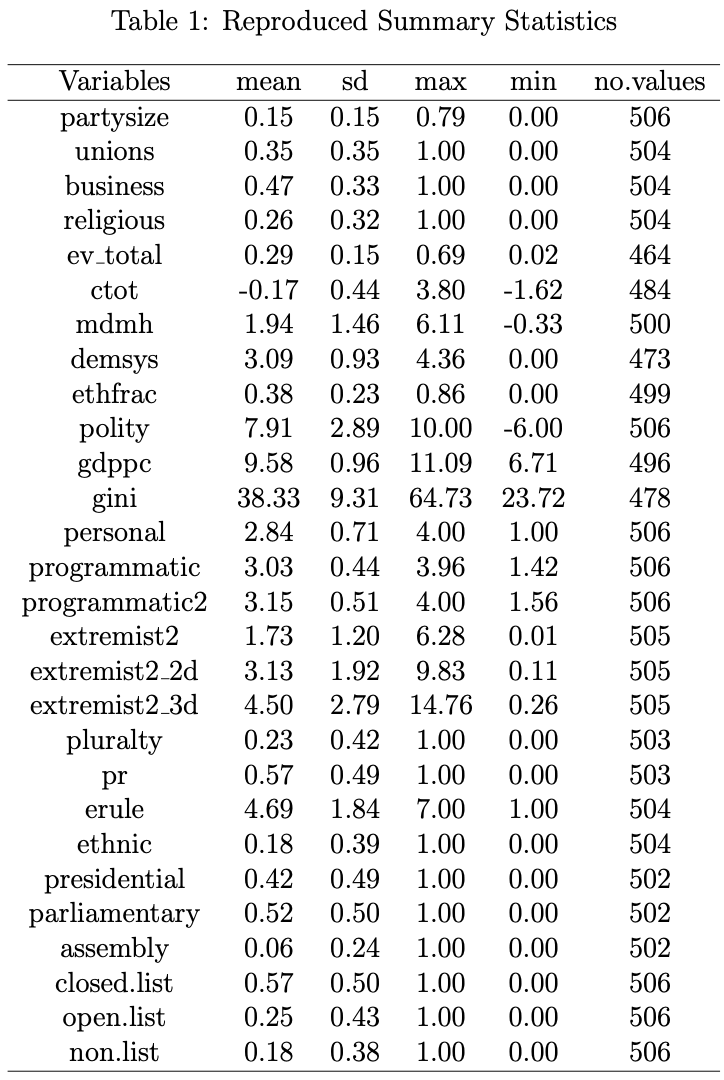 Table 1: Reproduced Summary Statistics
Variables mean sd max min no.values
partysize 0.15 0.15 0.79 0.00 506
unions 0.35 0.35 1.00 0.00 504
business 0.47 0.33 1.00 0.00 504
religious 0.26 0.32 1.00 0.00 504
ev_total 0.29 0.15 0.69 0.02 464
ctot -0.17 0.44 3.80 -1.62 484
mdmh 1.94 1.46 6.11 -0.33 500
demsys 3.09 0.93 4.36 0.00 473
ethfrac 0.38 0.23 0.86 0.00 499
polity 7.91 2.89 10.00 -6.00 506
gdppc 9.58 0.96 11.09 6.71 496
gini 38.33 9.31 64.73 23.72 478
personal 2.84 0.71 4.00 1.00 506
programmatic 3.03 0.44 3.96 1.42 506
programmatic2 3.15 0.51 4.00 1.56 506
extremist2 1.73 1.20 6.28 0.01 505
extremist2_2d 3.13 1.92 9.83 0.11 505
extremist2_3d 4.50 2.79 14.76 0.26 505
pluralty 0.23 0.42 1.00 0.00 503
pr 0.57 0.49 1.00 0.00 503
erule 4.69 1.84 7.00 1.00 504
ethnic 0.18 0.39 1.00 0.00 504
presidential 0.42 0.49 1.00 0.00 502
parliamentary 0.52 0.50 1.00 0.00 502
assembly 0.06 0.24 1.00 0.00 502
closed.list 0.57 0.50 1.00 0.00 506
open.list 0.25 0.43 1.00 0.00 506
non.list 0.18 0.38 1.00 0.00 506